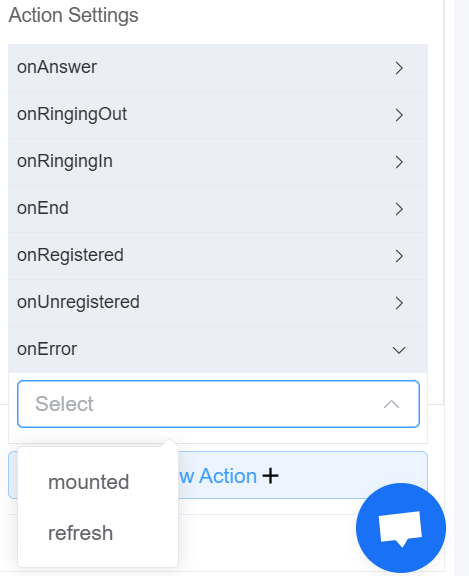 Action Settings
onAnswer
onRingingOut
onRingingIn
onEnd
onRegistered
onUnregistered
onError
Select
w Action +
mounted
refresh